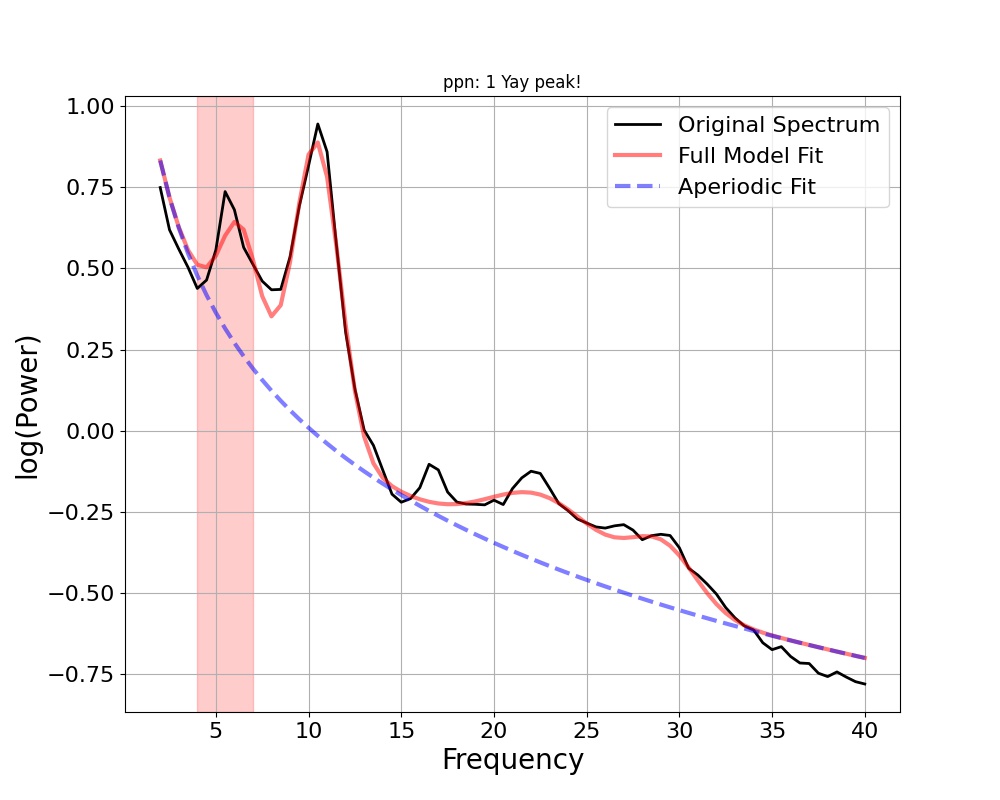 ppn: 1 Yay peak!
Original Spectrum
Full Model Fit
Aperiodic Fit
log(Power)
1.00
0.75
0.50
0.25
0.00
−0.25
−0.50
−0.75
5 10 15 20 25 30 35 40
Frequency